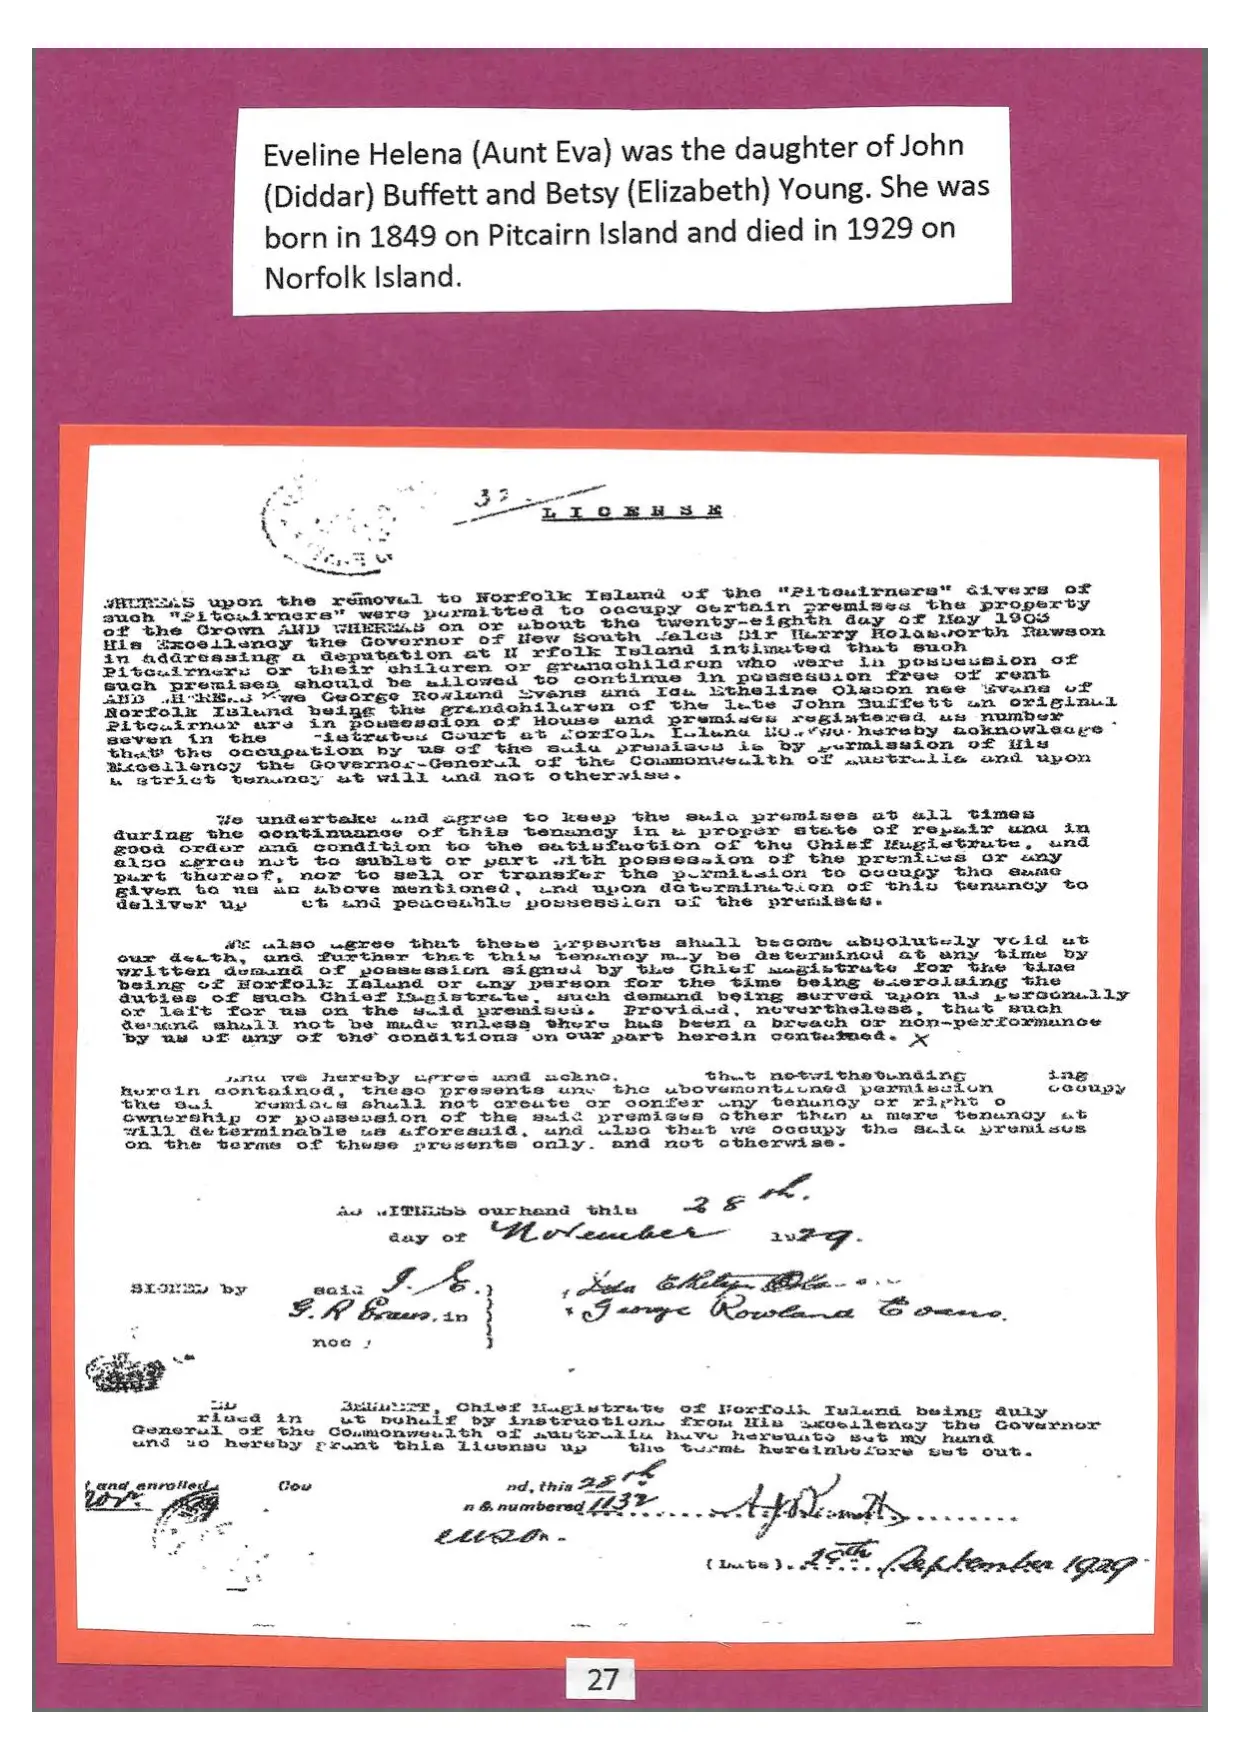 Eveline Helena (Aunt Eva) was the daughter of John
(Diddar) Buffett and Betsy (Elizabeth) Young. She was
born in 1849 on Pitcairn Island and died in 1929 on
Norfolk Island.
32
LICENSE
WHEREAS upon the removal to Norfolk Island of the "Pitcairners" divers of
such "Pitcairners" were permitted to occupy certain premises the property
of the Crown AND WHEREAS on or about the twenty-eighth day of May 1903
His Excellency the Governor of New South Wales Sir Harry Holdsworth Rawson
in addressing a deputation at N rfolk Island intimated that such
Pitcairners or their children or grandchildren who were in possession of
such premises should be allowed to continue in possession free of rent
AND WHEREAS we George Rowland Evans and Ida Etheline Olsson nee Evans of
Norfolk Island being the grandchildren of the late John Buffett an original
Pitcairner are in possession of House and premises registered as number
seven in the istrates Court at Norfolk Island Now we hereby acknowledge
that the occupation by us of the said premises is by permission of His
Excellency the Governor-General of the Commonwealth of Australia and upon
a strict tenancy at will and not otherwise.
We undertake and agree to keep the said premises at all times
during the continuance of this tenancy in a proper state of repair and in
good order and condition to the satisfaction of the Chief Magistrate, and
also agree not to sublet or part with possession of the premises or any
part thereof, nor to sell or transfer the permission to occupy the same
given to us as above mentioned, and upon determination of this tenancy to
deliver up et and peaceable possession of the premises.
We also agree that these presents shall become absolutely void at
our death, and further that this tenancy may be determined at any time by
written demand of possession signed by the Chief Magistrate for the time
being of Norfolk Island or any person for the time being exercising the
duties of such Chief Magistrate, such demand being served upon us personally
or left for us on the said premises. Provided, nevertheless, that such
demand shall not be made unless there has been a breach or non-performance
by us of any of the conditions on our part herein contained. X
And we hereby agree and ackno. that notwithstanding ing
herein contained, these presents and the abovementioned permission occupy
the sai remises shall not create or confer any tenancy or right o
ownership or possession of the said premises other than a mere tenancy at
will determinable as aforesaid, and also that we occupy the said premises
on the terms of these presents only, and not otherwise.
As WITNESS our hand this 28th.
day of November 1929.
SIGNED by said I. E.
G. R Evans. in
George Rowland Evans.
BENNETT, Chief Magistrate of Norfolk Island being duly
rised in at behalf by instructions from His Excellency the Governor
General of the Commonwealth of Australia have hereunto set my hand
and so hereby grant this license up the terms hereinbefore set out.
and enrolled nd, this 28th
n & numbered 1132
(Date) September 1929
27